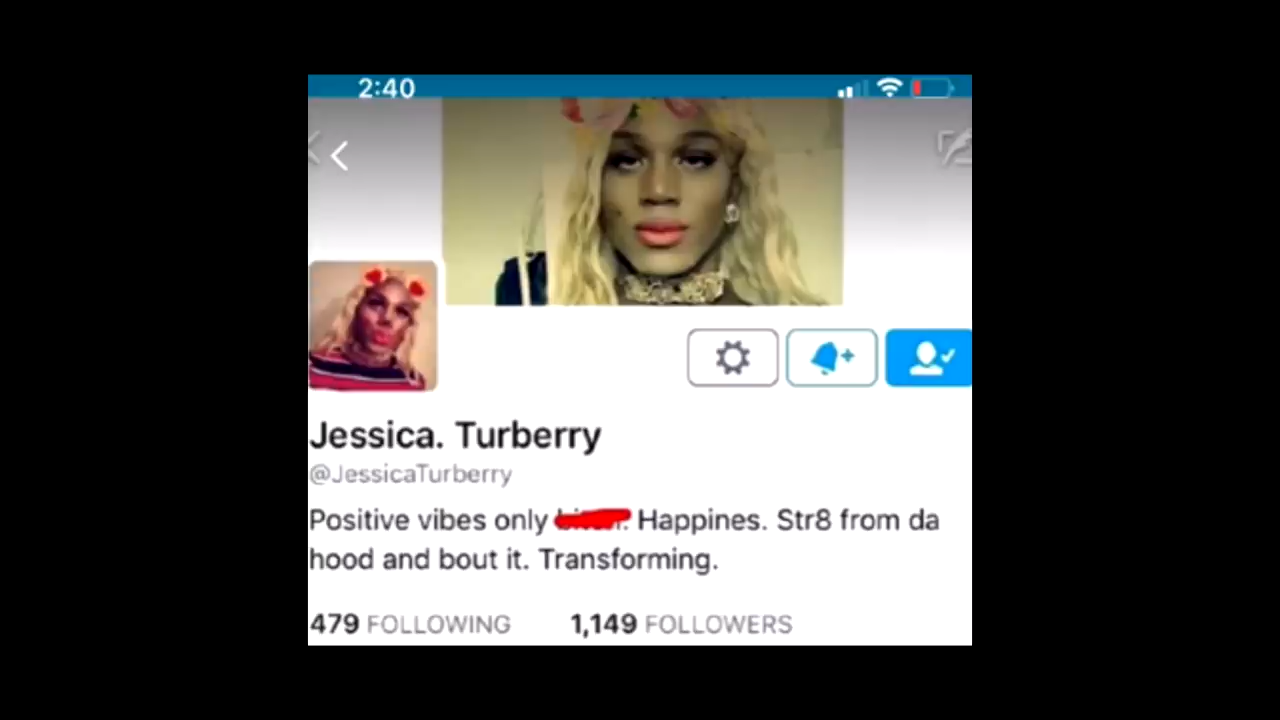 2:40
Jessica. Turberry
@JessicaTurberry
Positive vibes only Happines. Str8 from da
hood and bout it. Transforming.
479 FOLLOWING 1,149 FOLLOWERS